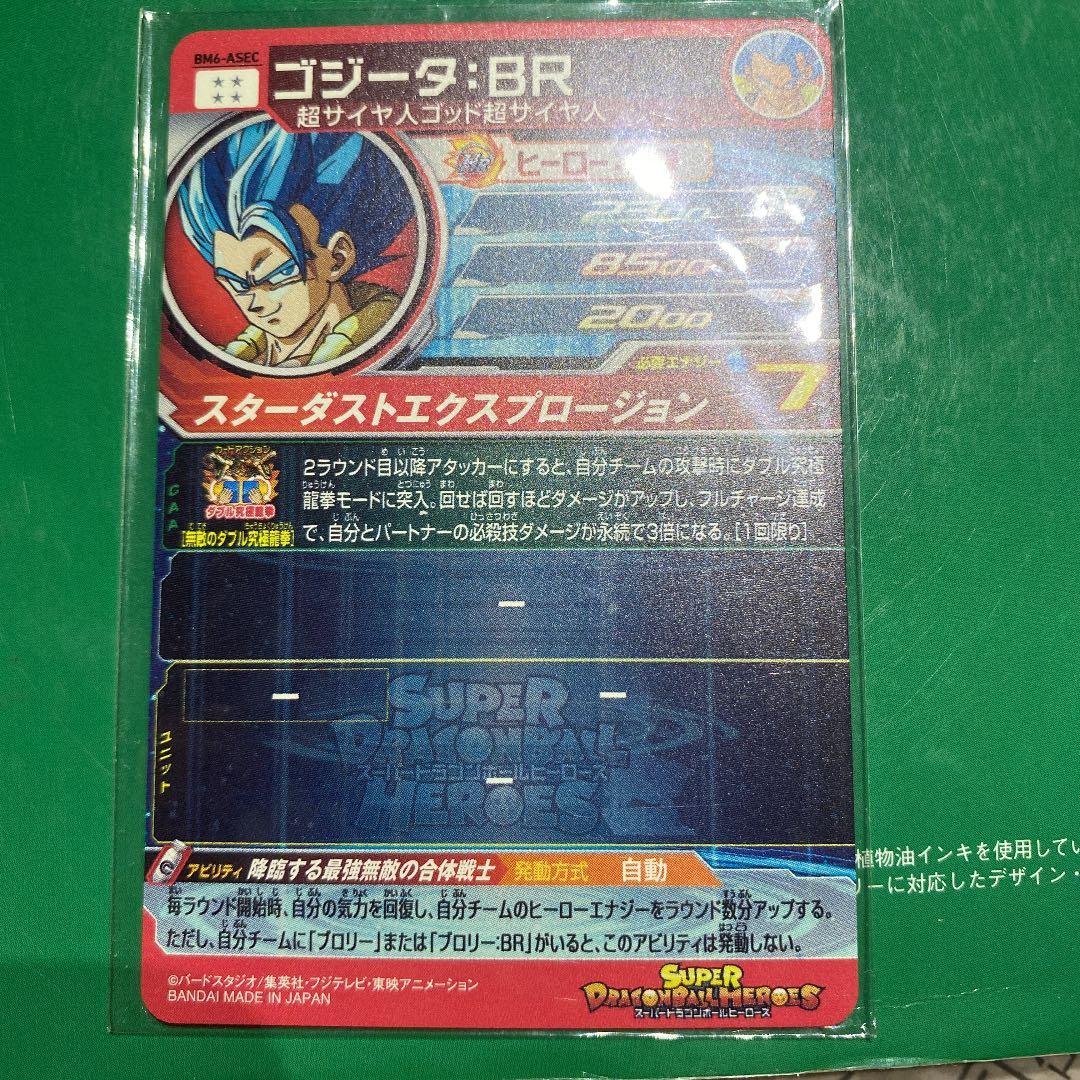 BM6-ASEC
ゴジータ:BR
超サイヤ人ゴッド超サイヤ人
ヒーロー
8500
2000
必要エナジー
7
スターダストエクスプロージョン
カードアクション
ダブル究極龍拳
[無敵のダブル究極龍拳]
CAA
2ラウンド目以降アタッカーにすると、自分チームの攻撃時にダブル究極
龍拳モードに突入。回せば回すほどダメージがアップし、フルチャージ達成
で、自分とパートナーの必殺技ダメージが永続で3倍になる。[1回限り]
ー
ー
ー
ユニット
SUPER
DRAGONBALL
スーパードラゴンボールヒーローズ
HEROES
ー
アビリティ 降臨する最強無敵の合体戦士 発動方式 自動
毎ラウンド開始時、自分の気力を回復し、自分チームのヒーローエナジーをラウンド数分アップする。
ただし、自分チームに「ブロリー」または「ブロリー:BR」がいると、このアビリティは発動しない。
©バードスタジオ/集英社・フジテレビ・東映アニメーション
BANDAI MADE IN JAPAN
SUPER
DRAGONBALL HEROES
スーパードラゴンボールヒーローズ
植物油インキを使用してい
リーに対応したデザイン・